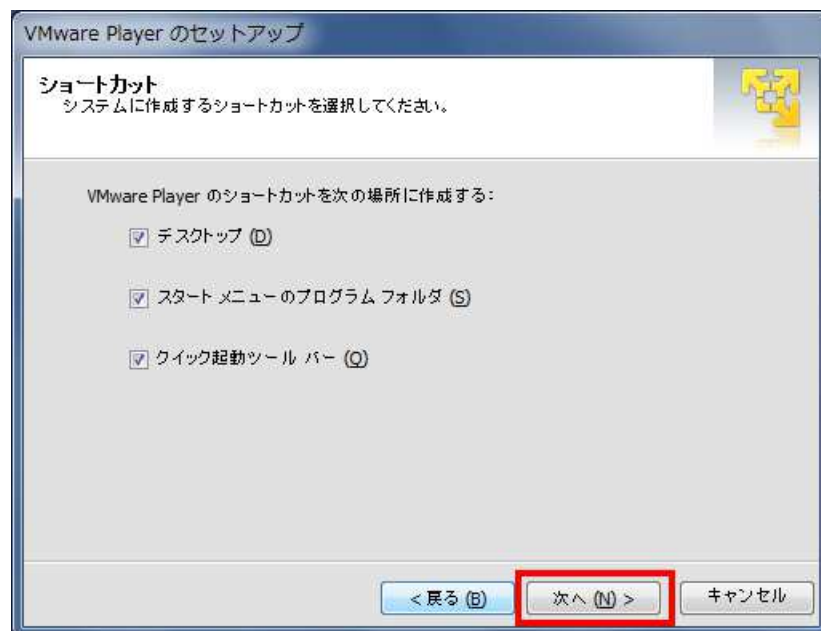 VMware Player のセットアップ
ショートカット
システムに作成するショートカットを選択してください。
VMware Player のショートカットを次の場所に作成する:
デスクトップ (D)
スタート メニューのプログラム フォルダ (S)
クイック起動ツール バー (Q)
< 戻る (B)
次へ (N) >
キャンセル